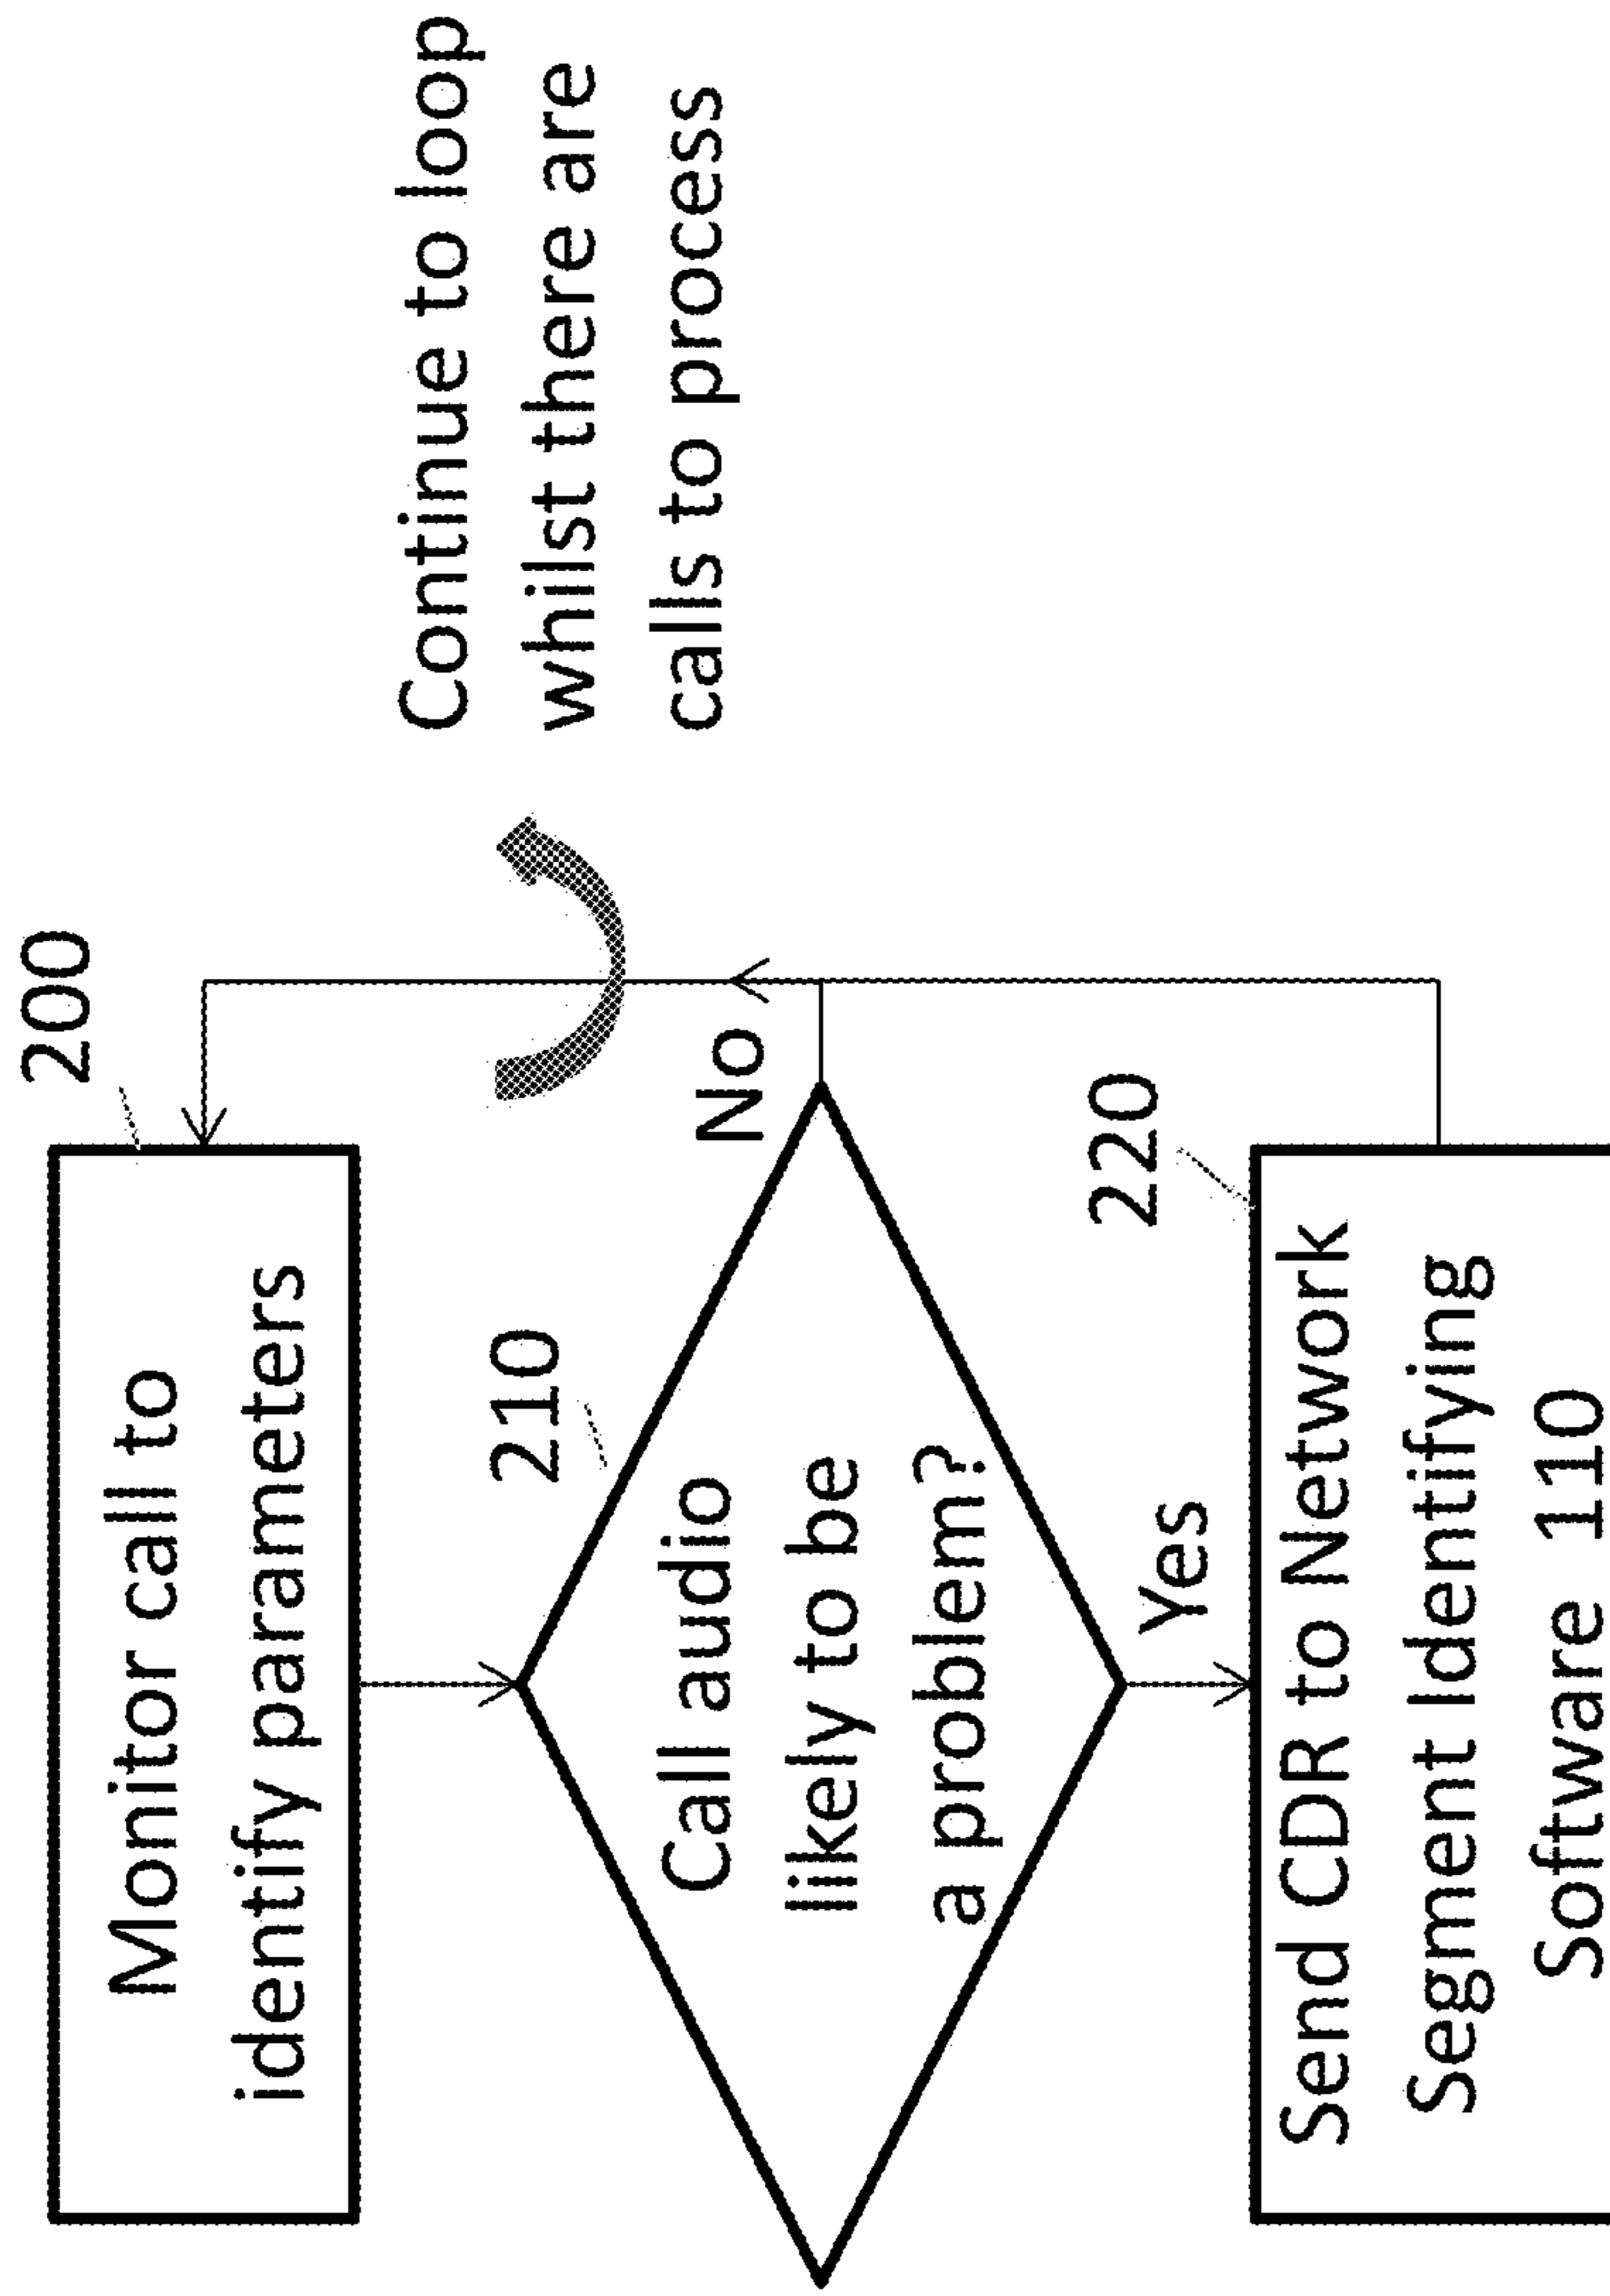 200
Monitor call to
identify parameters
Continue to loop
whilst there are
calls to process
210
Call audio
likely to be
a problem?
No
Yes
220
Send CDR to Network
Segment Identifying
Software 110